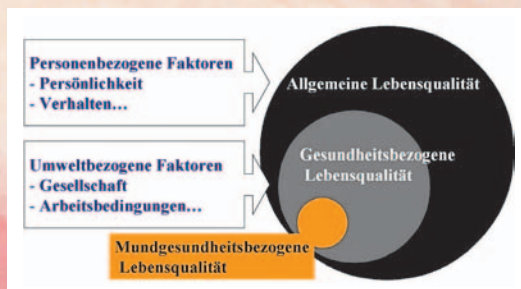 Personenbezogene Faktoren
- Persönlichkeit
- Verhalten…
Allgemeine Lebensqualität
Umweltbezogene Faktoren
- Gesellschaft
- Arbeitsbedingungen…
Gesundheitsbezogene
Lebensqualität
Mundgesundheitsbezogene
Lebensqualität